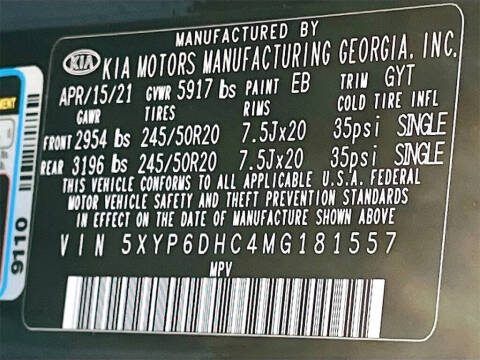 MANUFACTURED BY
KIA KIA MOTORS MANUFACTURING GEORGIA, INC.
APR/15/21 GVWR 5917 lbs PAINT EB TRIM GYT
GAWR TIRES RIMS COLD TIRE INFL
FRONT 2954 lbs 245/50R20 7.5Jx20 35psi SINGLE
REAR 3196 lbs 245/50R20 7.5Jx20 35psi SINGLE
THIS VEHICLE CONFORMS TO ALL APPLICABLE U.S.A. FEDERAL
MOTOR VEHICLE SAFETY AND THEFT PREVENTION STANDARDS
IN EFFECT ON THE DATE OF MANUFACTURE SHOWN ABOVE
VIN 5XYP6DHC4MG181557
MPV
9110